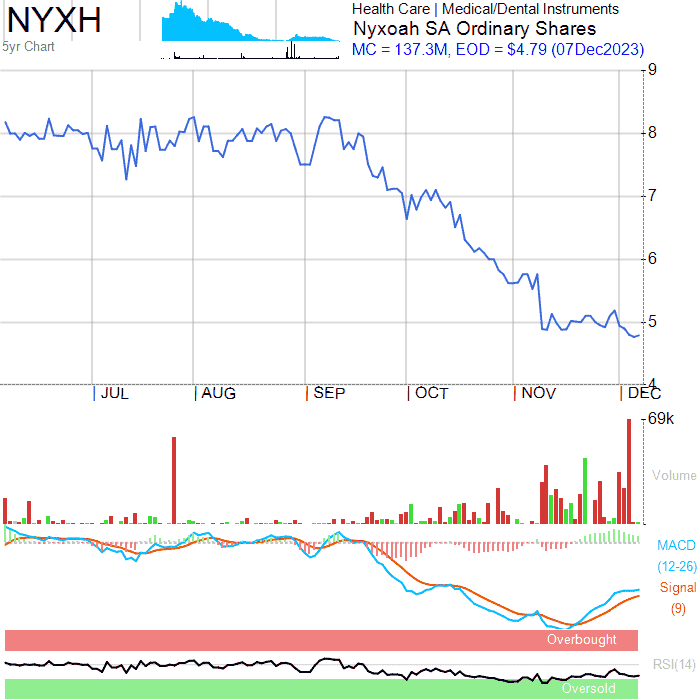 NYXH
5yr Chart
Health Care | Medical/Dental Instruments
Nyxoah SA Ordinary Shares
MC = 137.3M, EOD = $4.79 (07Dec2023)
9
8
7
6
5
4
JUL
AUG
SEP
OCT
NOV
DEC
69k
Volume
MACD
(12-26)
Signal
(9)
Overbought
RSI(14)
Oversold